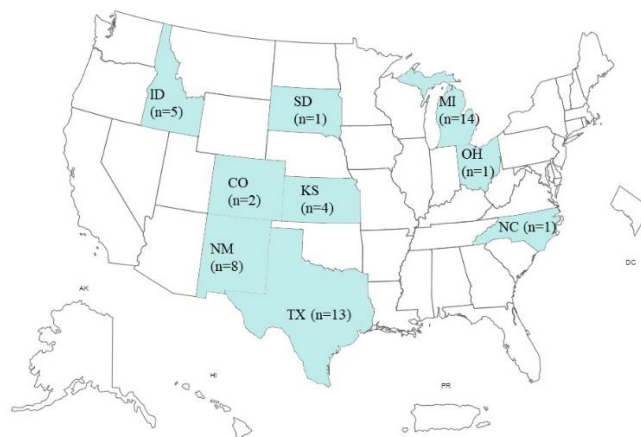 ID
(n=5)
SD
(n=1)
MI
(n=14)
OH
(n=1)
CO
(n=2)
KS
(n=4)
NC (n=1)
NM
(n=8)
DC
AK
TX (n=13)
HI
PR